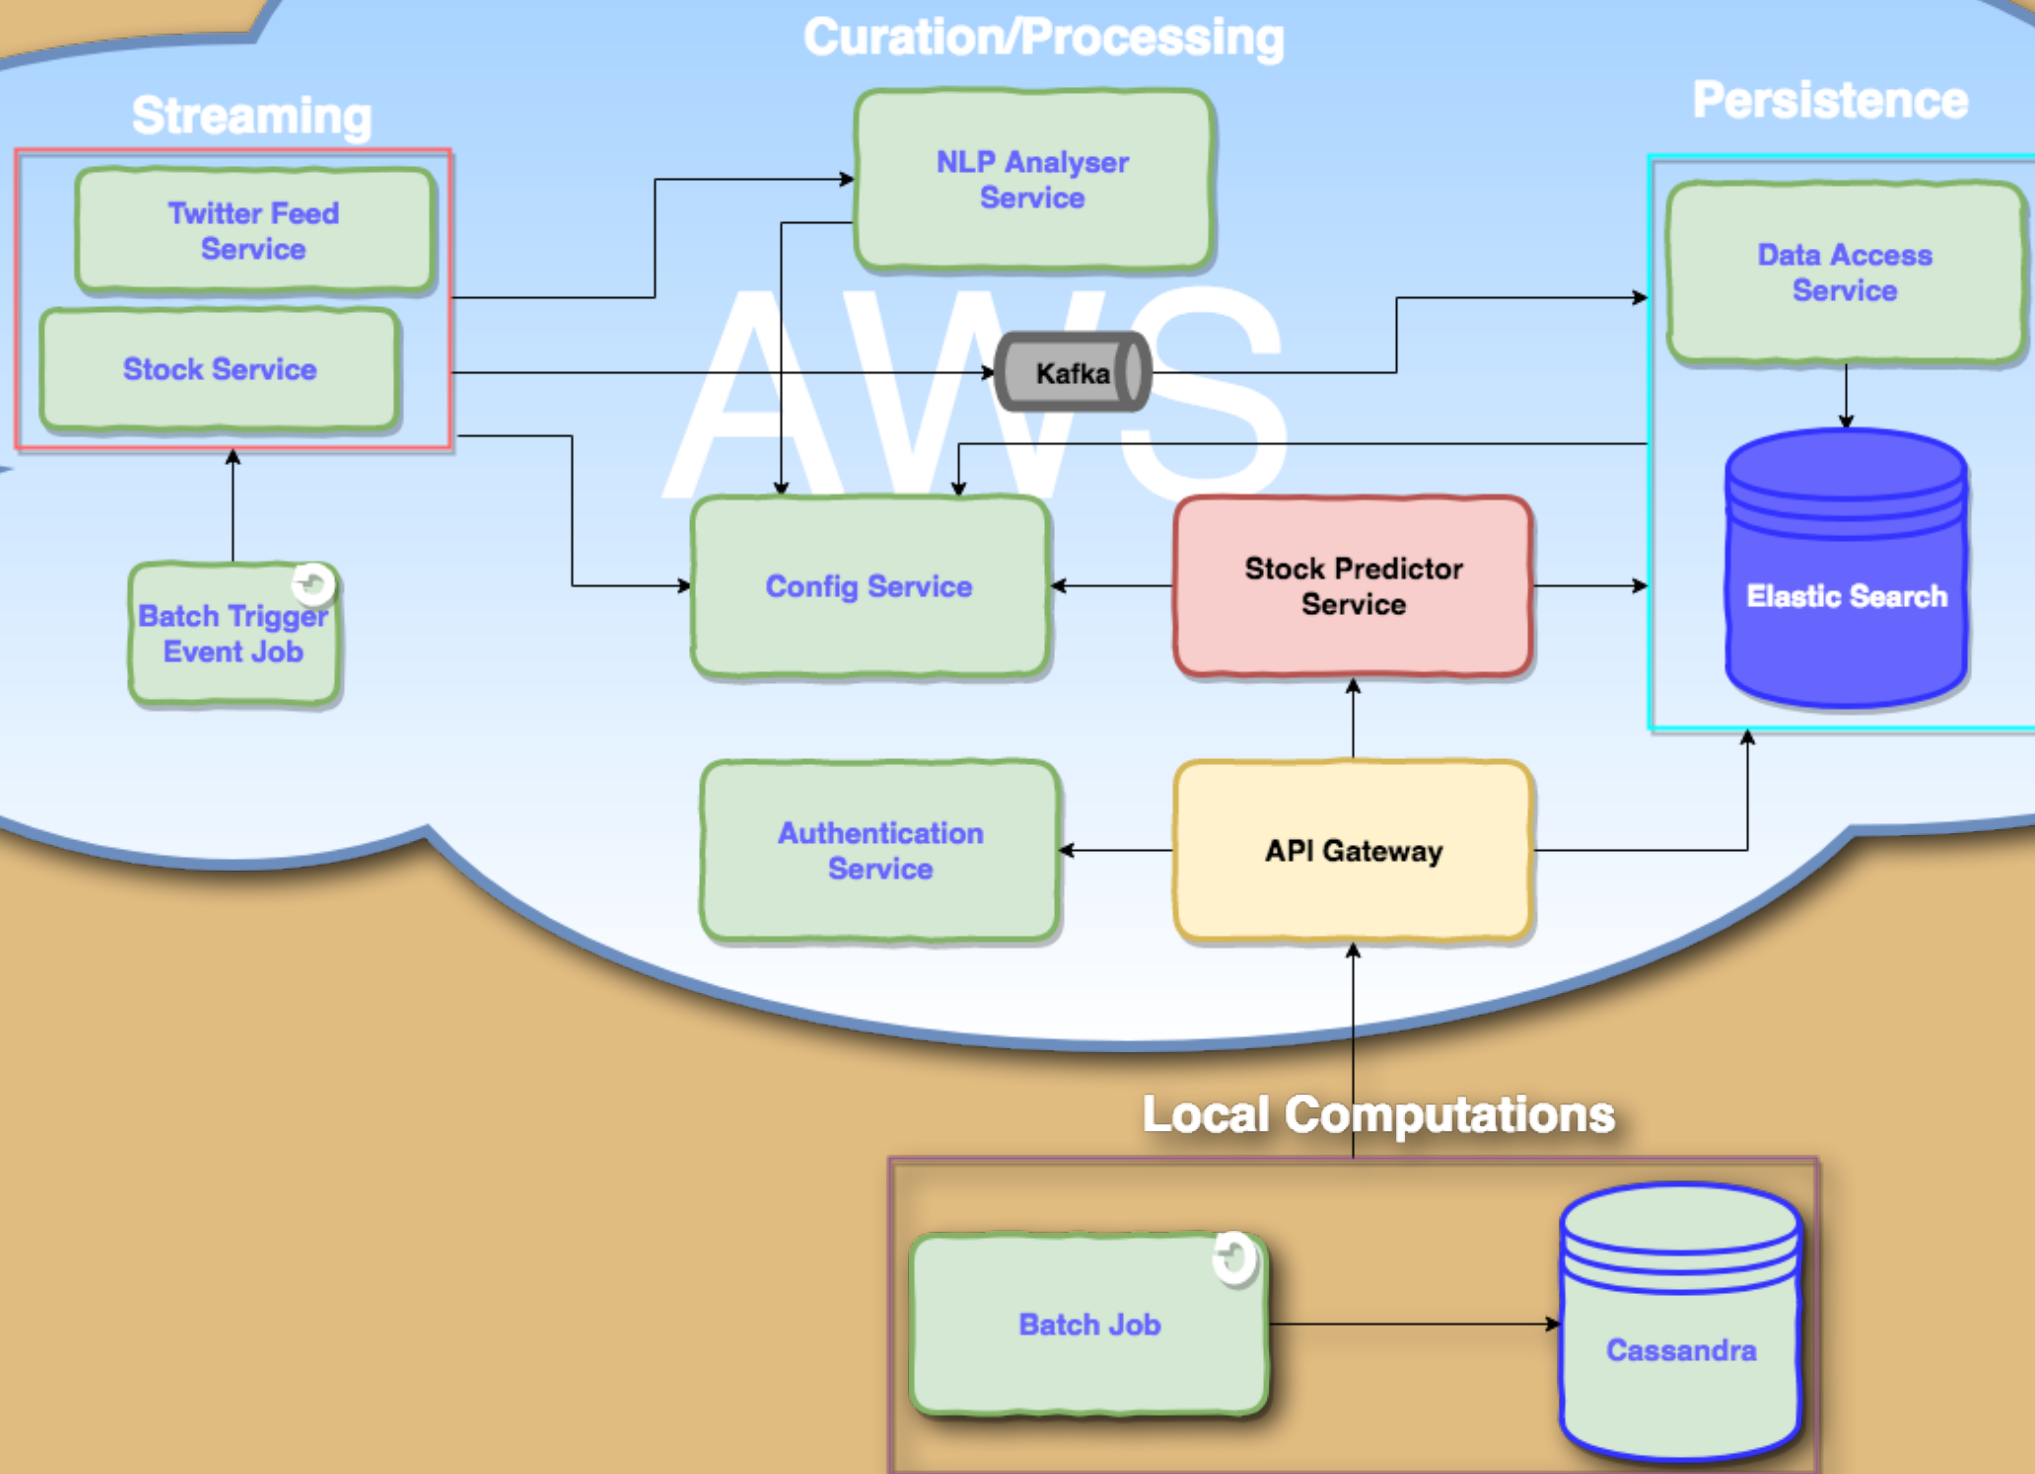 Curation/Processing
Streaming
Persistence
Twitter Feed
Service
NLP Analyser
Service
Data Access
Service
Stock Service
AWS
Kafka
Batch Trigger
Event Job
Config Service
Stock Predictor
Service
Elastic Search
Authentication
Service
API Gateway
Local Computations
Batch Job
Cassandra